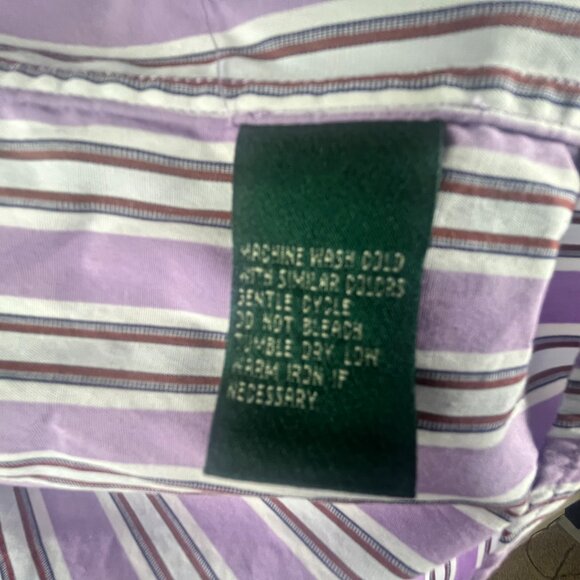 MACHINE WASH COLD
WITH SIMILAR COLORS
GENTLE CYCLE
DO NOT BLEACH
TUMBLE DRY LOW
WARM IRON IF
NECESSARY